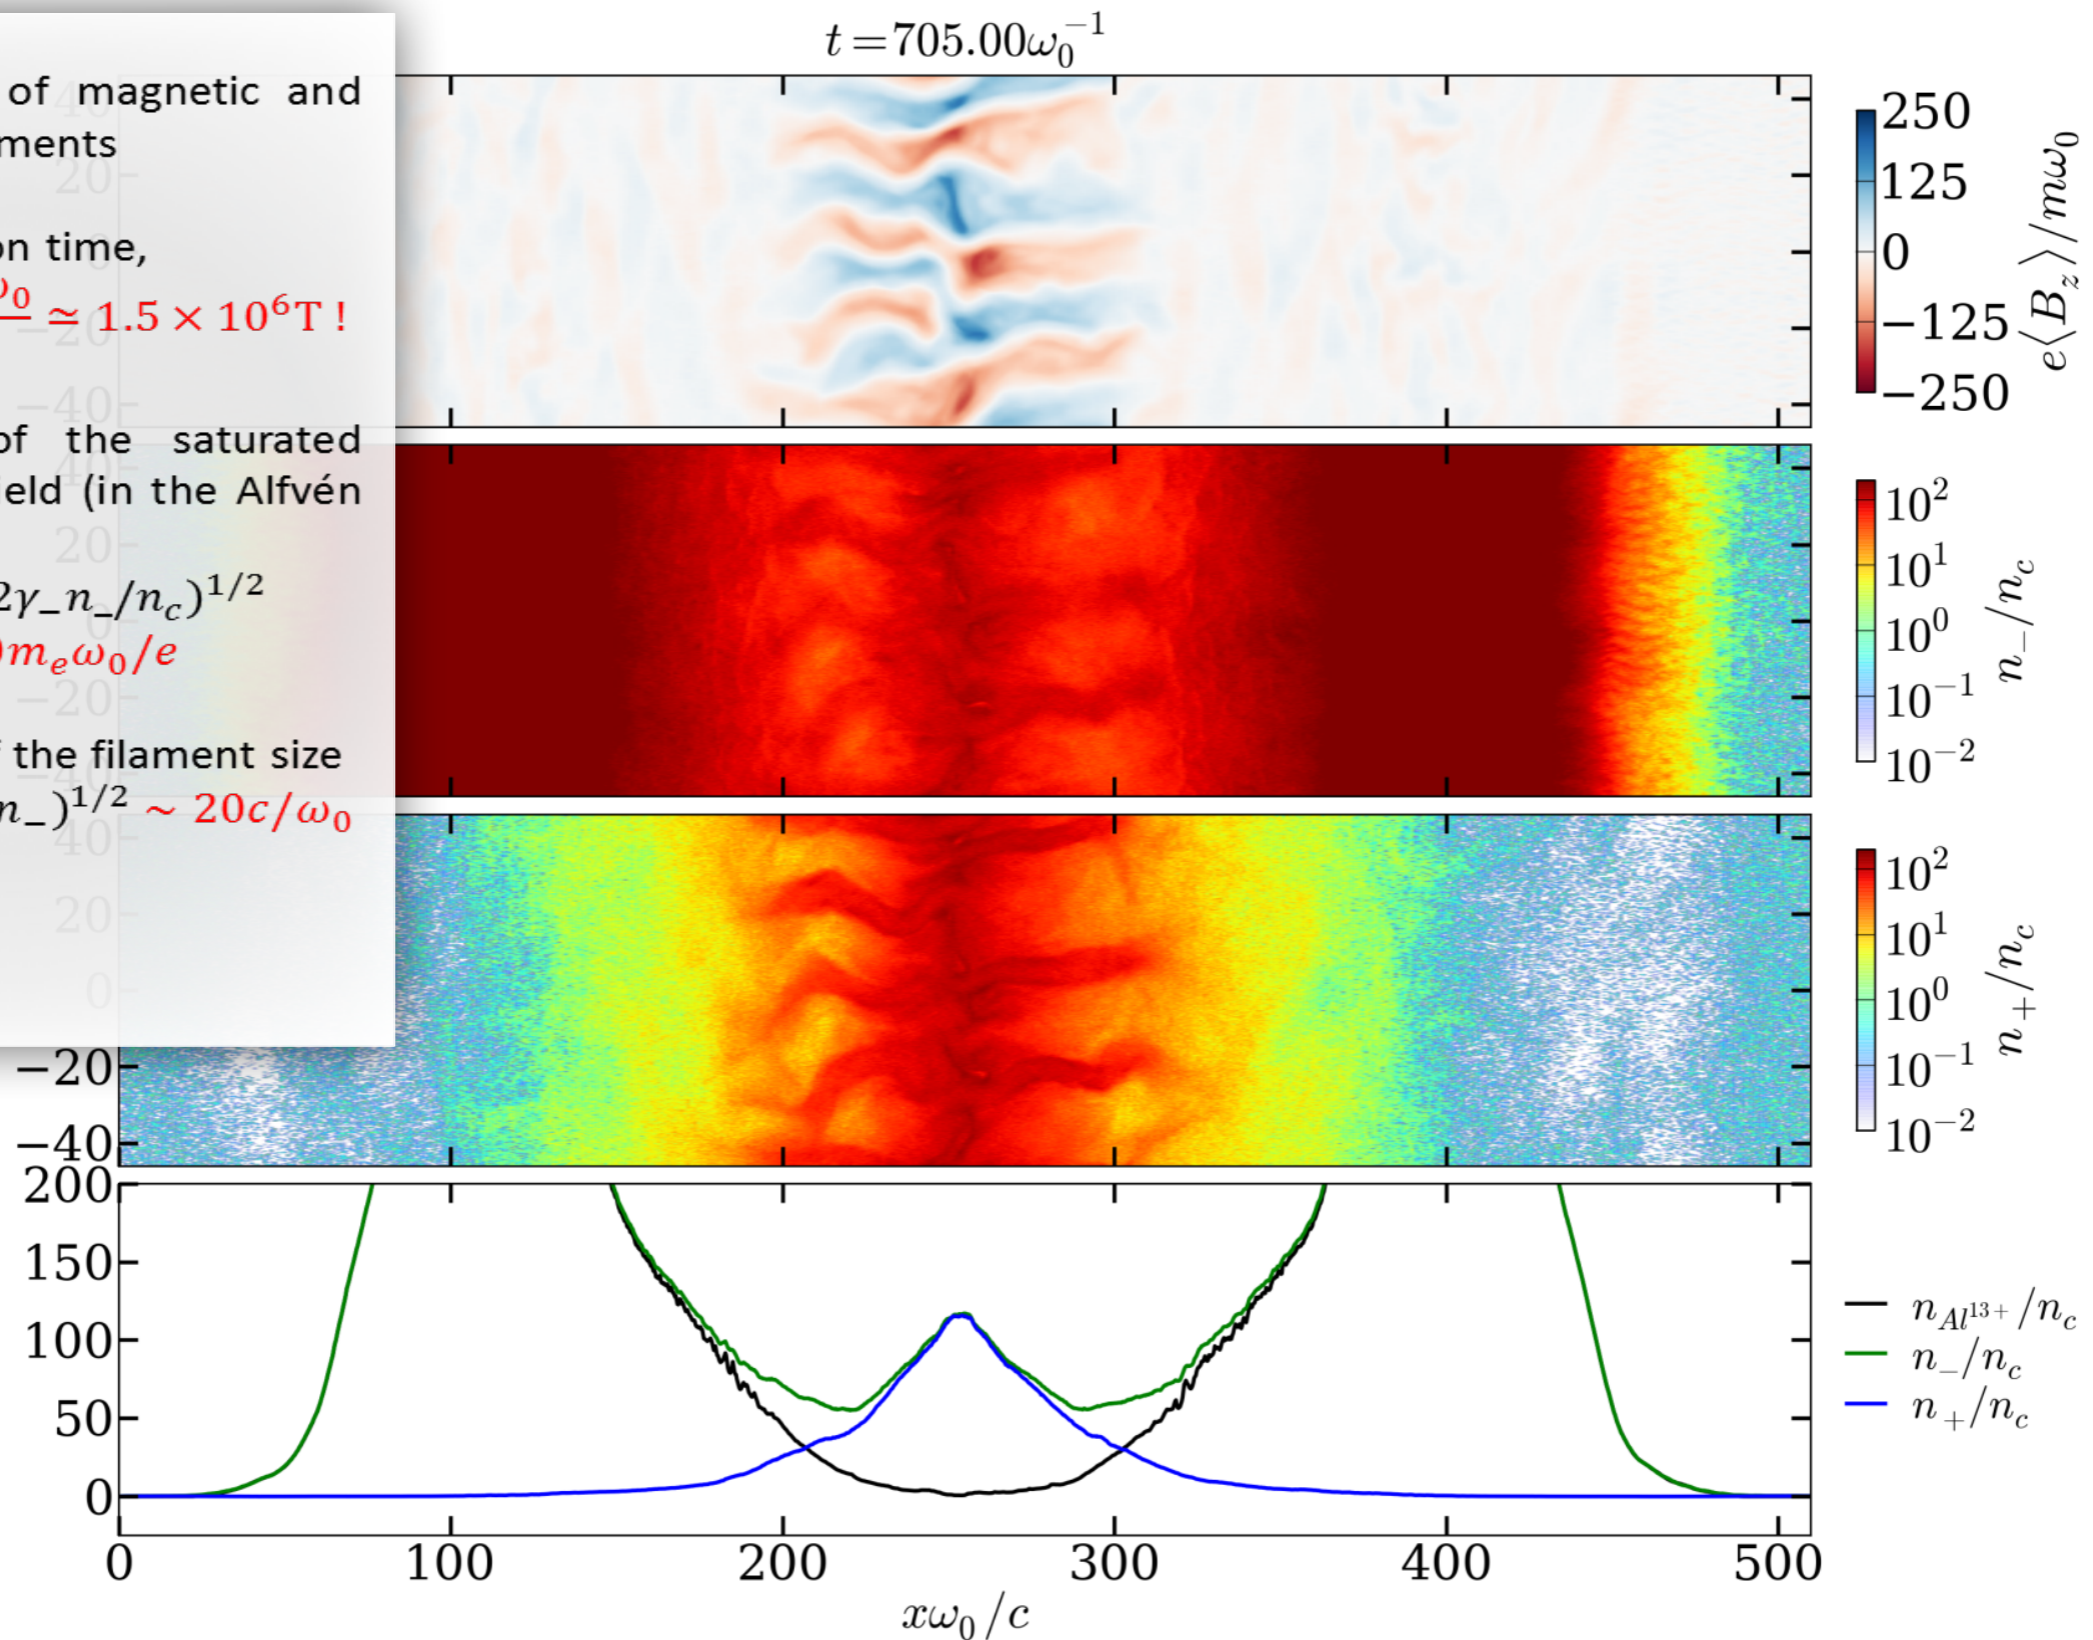 t=705.00ω₀⁻¹
of magnetic and
ments
on time,
ω₀ ≃ 1.5 × 10⁶T !
of the saturated
ield (in the Alfvén
2γ₋n₋/n_c)^{1/2}
)m_eω₀/e
f the filament size
n₋)^{1/2} ~ 20c/ω₀
40
20
0
−20
−40
250
125
0
−125
−250
e⟨B_z⟩/mω₀
40
20
0
−20
−40
10²
10¹
10⁰
10⁻¹
10⁻²
n₋/n_c
40
20
0
−20
−40
10²
10¹
10⁰
10⁻¹
10⁻²
n₊/n_c
200
150
100
50
0
n_{Al¹³⁺}/n_c
n₋/n_c
n₊/n_c
0 100 200 300 400 500
xω₀/c